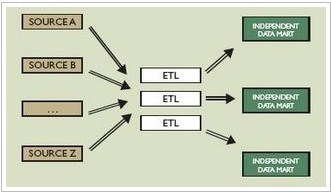 SOURCE A
SOURCE B
...
SOURCE Z
ETL
ETL
ETL
INDEPENDENT
DATA MART
INDEPENDENT
DATA MART
INDEPENDENT
DATA MART